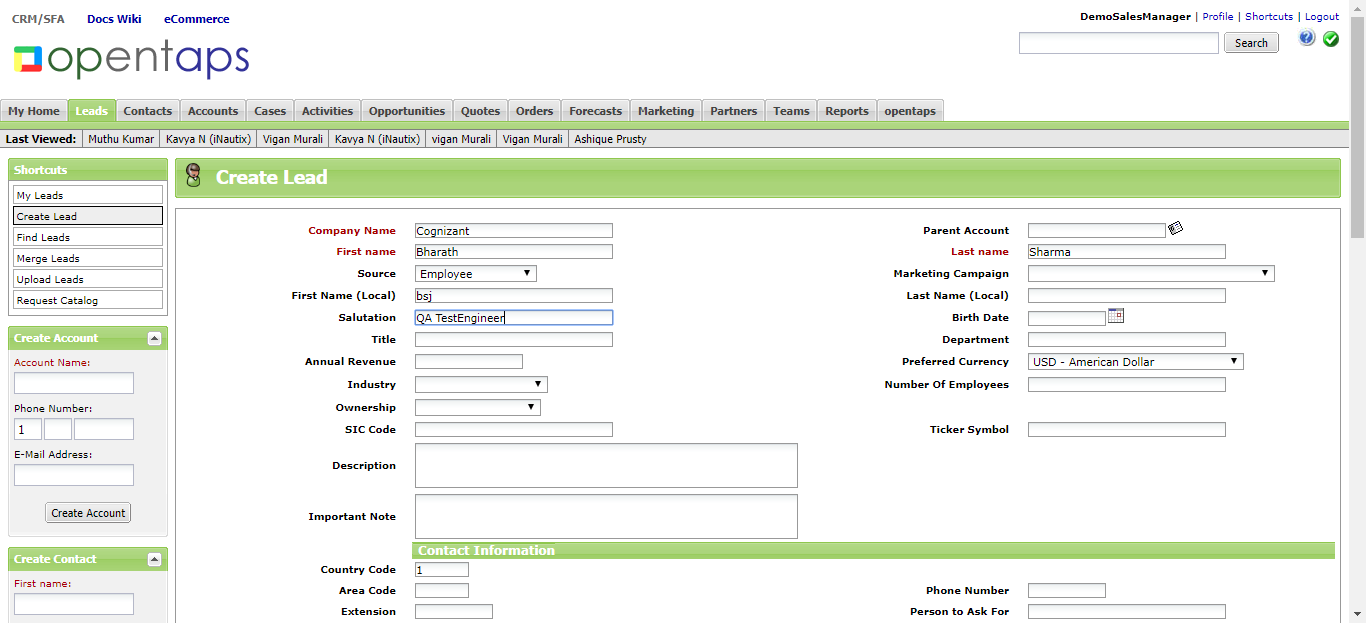 CRM/SFA Docs Wiki eCommerce
DemoSalesManager | Profile | Shortcuts | Logout
opentaps
Search
My Home Leads Contacts Accounts Cases Activities Opportunities Quotes Orders Forecasts Marketing Partners Teams Reports opentaps
Last Viewed: Muthu Kumar Kavya N (iNautix) Vigan Murali Kavya N (iNautix) vigan Murali Vigan Murali Ashique Prusty
Shortcuts
My Leads
Create Lead
Find Leads
Merge Leads
Upload Leads
Request Catalog
Create Account
Account Name:
Phone Number:
1
E-Mail Address:
Create Account
Create Contact
First name:
Create Lead
Company Name Cognizant Parent Account
First name Bharath Last name Sharma
Source Employee Marketing Campaign
First Name (Local) bsj Last Name (Local)
Salutation QA TestEngineer Birth Date
Title Department
Annual Revenue Preferred Currency USD - American Dollar
Industry Number Of Employees
Ownership
SIC Code Ticker Symbol
Description
Important Note
Contact Information
Country Code 1
Area Code Phone Number
Extension Person to Ask For